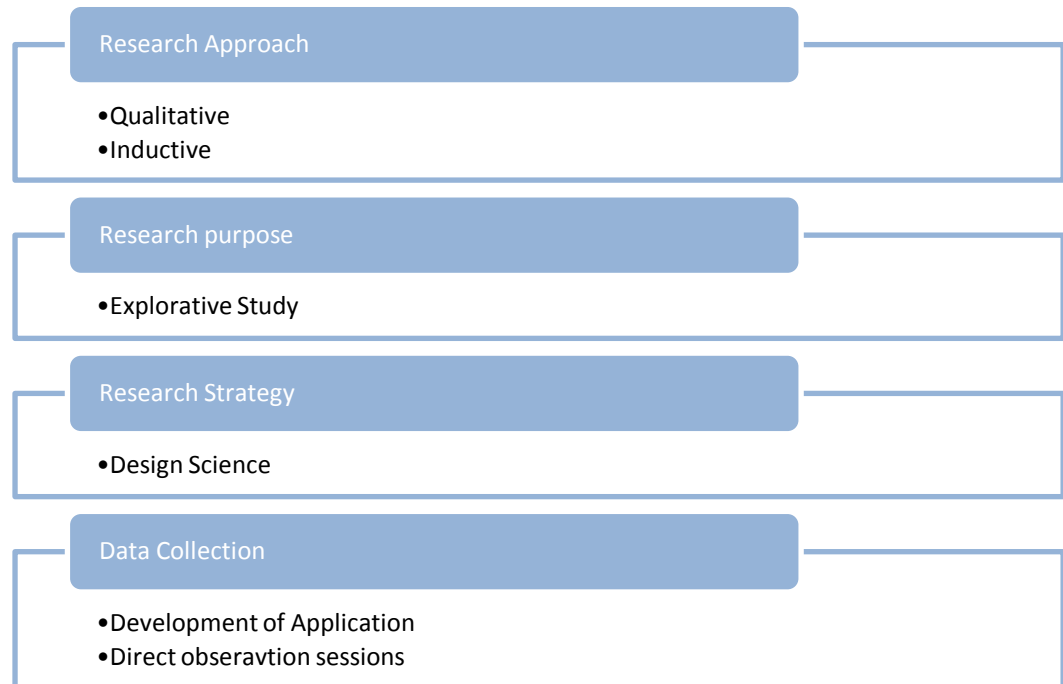 Research Approach
•Qualitative
•Inductive
Research purpose
•Explorative Study
Research Strategy
•Design Science
Data Collection
•Development of Application
•Direct obseravtion sessions